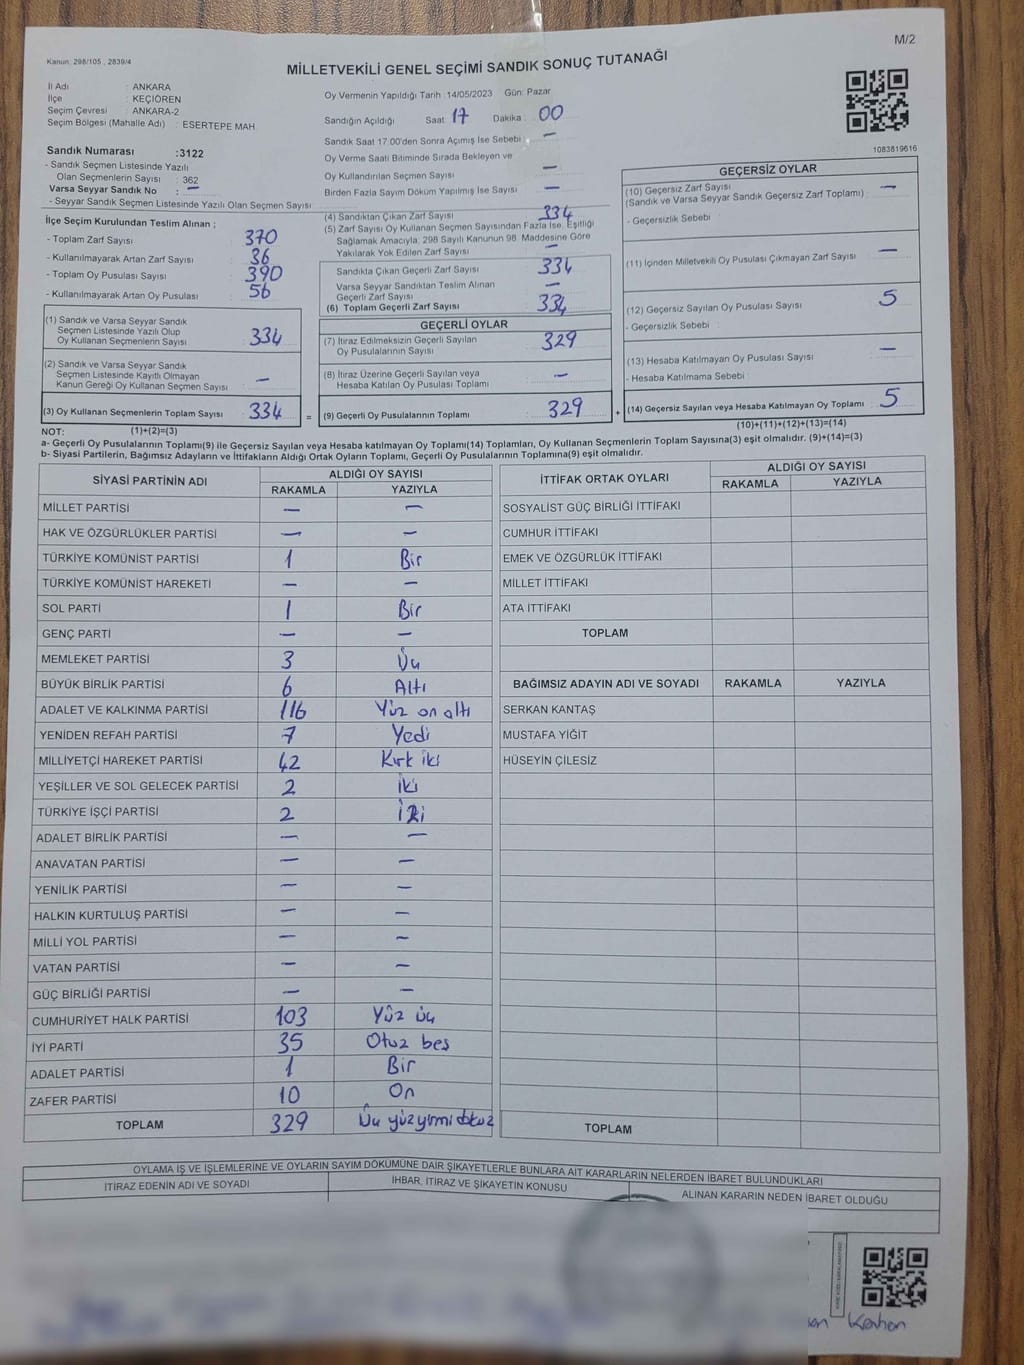 M/2
Kanun: 298/105 , 2839/4
MİLLETVEKİLİ GENEL SEÇİMİ SANDIK SONUÇ TUTANAĞI
İl Adı : ANKARA
İlçe : KEÇİÖREN
Seçim Çevresi : ANKARA-2
Seçim Bölgesi (Mahalle Adı) : ESERTEPE MAH.
Oy Vermenin Yapıldığı Tarih :14/05/2023 Gün: Pazar
Sandığın Açıldığı Saat : 17 Dakika : 00
Sandık Saat 17:00'den Sonra Açımış İse Sebebi : —
Oy Verme Saati Bitiminde Sırada Bekleyen ve
Oy Kullandırılan Seçmen Sayısı —
Birden Fazla Sayım Döküm Yapılmış İse Sayısı —
1083819616
Sandık Numarası :3122
- Sandık Seçmen Listesinde Yazılı
Olan Seçmenlerin Sayısı : 362
Varsa Seyyar Sandık No : —
- Seyyar Sandık Seçmen Listesinde Yazılı Olan Seçmen Sayısı
İlçe Seçim Kurulundan Teslim Alınan ;
- Toplam Zarf Sayısı : 370
- Kullanılmayarak Artan Zarf Sayısı : 36
- Toplam Oy Pusulası Sayısı : 390
- Kullanılmayarak Artan Oy Pusulası : 56
(1) Sandık ve Varsa Seyyar Sandık
Seçmen Listesinde Yazılı Olup
Oy Kullanan Seçmenlerin Sayısı : 334
(2) Sandık ve Varsa Seyyar Sandık
Seçmen Listesinde Kayıtlı Olmayan
Kanun Gereği Oy Kullanan Seçmen Sayısı : —
(3) Oy Kullanan Seçmenlerin Toplam Sayısı : 334 =
(1)+(2)=(3)
(4) Sandıktan Çıkan Zarf Sayısı 334
(5) Zarf Sayısı Oy Kullanan Seçmen Sayısından Fazla İse, Eşitliği
Sağlamak Amacıyla; 298 Sayılı Kanunun 98. Maddesine Göre
Yakılarak Yok Edilen Zarf Sayısı —
Sandıkta Çıkan Geçerli Zarf Sayısı : 334
Varsa Seyyar Sandıktan Teslim Alınan
Geçerli Zarf Sayısı —
(6) Toplam Geçerli Zarf Sayısı : 334
GEÇERLİ OYLAR
(7) İtiraz Edilmeksizin Geçerli Sayılan
Oy Pusulalarının Sayısı : 329
(8) İtiraz Üzerine Geçerli Sayılan veya
Hesaba Katılan Oy Pusulası Toplamı : —
(9) Geçerli Oy Pusulalarının Toplamı : 329 +
GEÇERSİZ OYLAR
(10) Geçersiz Zarf Sayısı
(Sandık ve Varsa Seyyar Sandık Geçersiz Zarf Toplamı) : —
- Geçersizlik Sebebi :
(11) İçinden Milletvekili Oy Pusulası Çıkmayan Zarf Sayısı : —
(12) Geçersiz Sayılan Oy Pusulası Sayısı : 5
- Geçersizlik Sebebi :
(13) Hesaba Katılmayan Oy Pusulası Sayısı : —
- Hesaba Katılmama Sebebi :
(14) Geçersiz Sayılan veya Hesaba Katılmayan Oy Toplamı : 5
(10)+(11)+(12)+(13)=(14)
NOT:
a- Geçerli Oy Pusulalarının Toplamı(9) ile Geçersiz Sayılan veya Hesaba katılmayan Oy Toplamı(14) Toplamları, Oy Kullanan Seçmenlerin Toplam Sayısına(3) eşit olmalıdır. (9)+(14)=(3)
b- Siyasi Partilerin, Bağımsız Adayların ve İttifakların Aldığı Ortak Oyların Toplamı, Geçerli Oy Pusulalarının Toplamına(9) eşit olmalıdır.
SİYASİ PARTİNİN ADI ALDIĞI OY SAYISI
RAKAMLA YAZIYLA
MİLLET PARTİSİ — —
HAK VE ÖZGÜRLÜKLER PARTİSİ — —
TÜRKİYE KOMÜNİST PARTİSİ 1 Bir
TÜRKİYE KOMÜNİST HAREKETİ — —
SOL PARTİ 1 Bir
GENÇ PARTİ — —
MEMLEKET PARTİSİ 3 Üç
BÜYÜK BİRLİK PARTİSİ 6 Altı
ADALET VE KALKINMA PARTİSİ 116 Yüz on altı
YENİDEN REFAH PARTİSİ 7 Yedi
MİLLİYETÇİ HAREKET PARTİSİ 42 Kırk iki
YEŞİLLER VE SOL GELECEK PARTİSİ 2 İki
TÜRKİYE İŞÇİ PARTİSİ 2 İki
ADALET BİRLİK PARTİSİ — —
ANAVATAN PARTİSİ — —
YENİLİK PARTİSİ — —
HALKIN KURTULUŞ PARTİSİ — —
MİLLİ YOL PARTİSİ — —
VATAN PARTİSİ — —
GÜÇ BİRLİĞİ PARTİSİ — —
CUMHURİYET HALK PARTİSİ 103 Yüz üç
İYİ PARTİ 35 Otuz beş
ADALET PARTİSİ 1 Bir
ZAFER PARTİSİ 10 On
TOPLAM 329 Üç yüz yirmi dokuz
İTTİFAK ORTAK OYLARI ALDIĞI OY SAYISI
RAKAMLA YAZIYLA
SOSYALİST GÜÇ BİRLİĞİ İTTİFAKI
CUMHUR İTTİFAKI
EMEK VE ÖZGÜRLÜK İTTİFAKI
MİLLET İTTİFAKI
ATA İTTİFAKI
TOPLAM
BAĞIMSIZ ADAYIN ADI VE SOYADI RAKAMLA YAZIYLA
SERKAN KANTAŞ
MUSTAFA YİĞİT
HÜSEYİN ÇİLESİZ
TOPLAM
OYLAMA İŞ VE İŞLEMLERİNE VE OYLARIN SAYIM DÖKÜMÜNE DAİR ŞİKAYETLERLE BUNLARA AİT KARARLARIN NELERDEN İBARET BULUNDUKLARI
İTİRAZ EDENİN ADI VE SOYADI İHBAR, İTİRAZ VE ŞİKAYETİN KONUSU ALINAN KARARIN NEDEN İBARET OLDUĞU